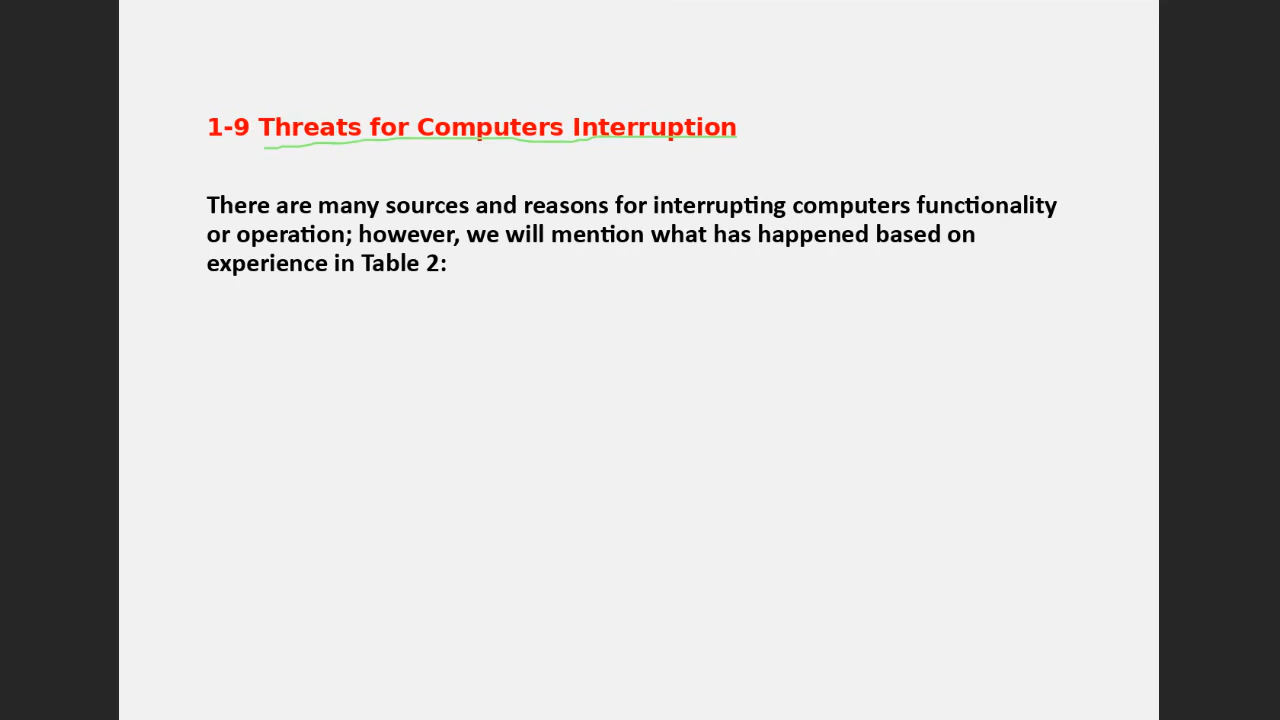 1-9 Threats for Computers Interruption
There are many sources and reasons for interrupting computers functionality
or operation; however, we will mention what has happened based on
experience in Table 2: